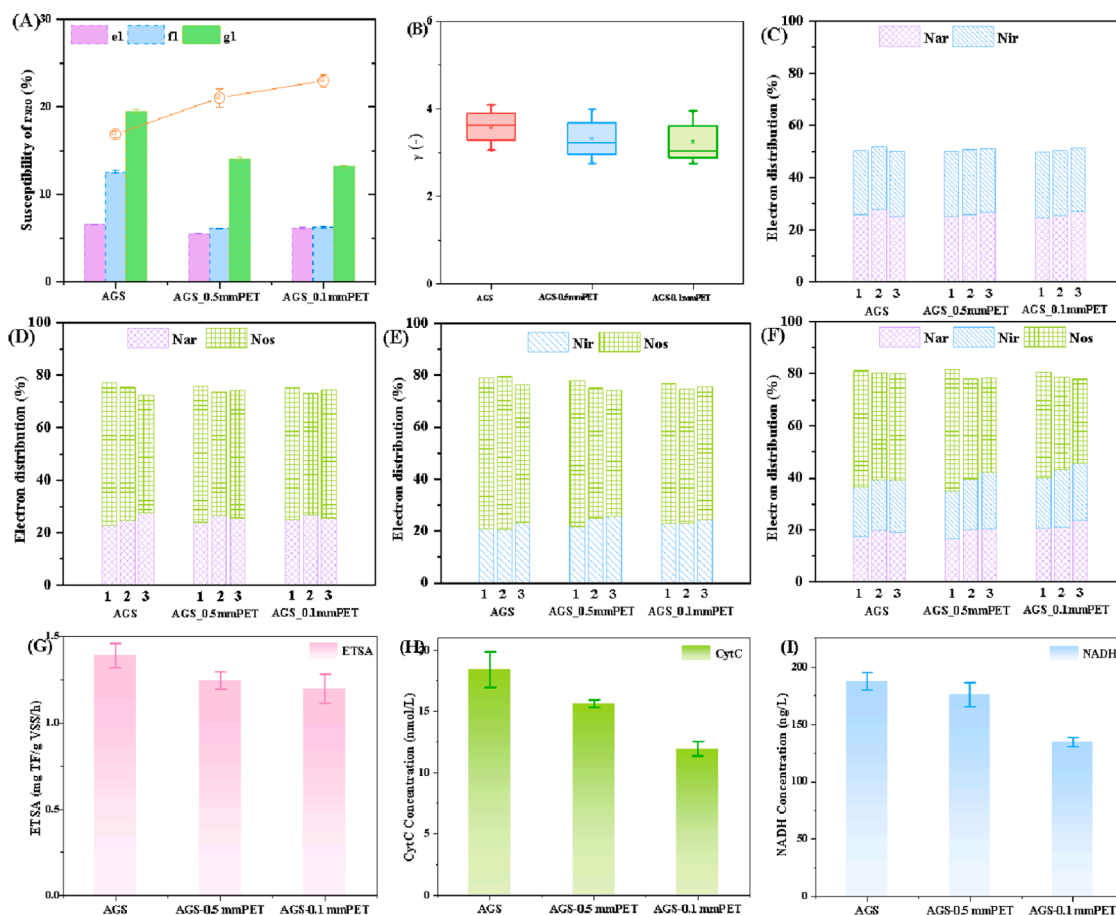 (A)
e1 f1 g1
Susceptibility of rN2O (%)
30
20
10
0
AGS AGS_0.5mmPET AGS_0.1mmPET
(B)
γ (-)
6
4
2
0
AGS AGS-0.5mmPET AGS-0.1mmPET
(C)
Nar Nir
Electron distribution (%)
100
80
60
40
20
0
1 2 3 1 2 3 1 2 3
AGS AGS_0.5mmPET AGS_0.1mmPET
(D)
Nar Nos
Electron distribution (%)
100
80
60
40
20
0
1 2 3 1 2 3 1 2 3
AGS AGS_0.5mmPET AGS_0.1mmPET
(E)
Nir Nos
Electron distribution (%)
100
80
60
40
20
0
1 2 3 1 2 3 1 2 3
AGS AGS_0.5mmPET AGS_0.1mmPET
(F)
Nar Nir Nos
Electron distribution (%)
100
80
60
40
20
0
1 2 3 1 2 3 1 2 3
AGS AGS_0.5mmPET AGS_0.1mmPET
(G)
ETSA
ETSA (mg TF/g VSS/h)
1.5
1.0
0.5
0.0
AGS AGS-0.5 mmPET AGS-0.1 mmPET
(H)
CytC
CytC Concentration (nmol/L)
20
15
10
5
0
AGS AGS-0.5 mmPET AGS-0.1 mmPET
(I)
NADH
NADH Concentration (ng/L)
200
150
100
50
0
AGS AGS-0.5 mmPET AGS-0.1 mmPET